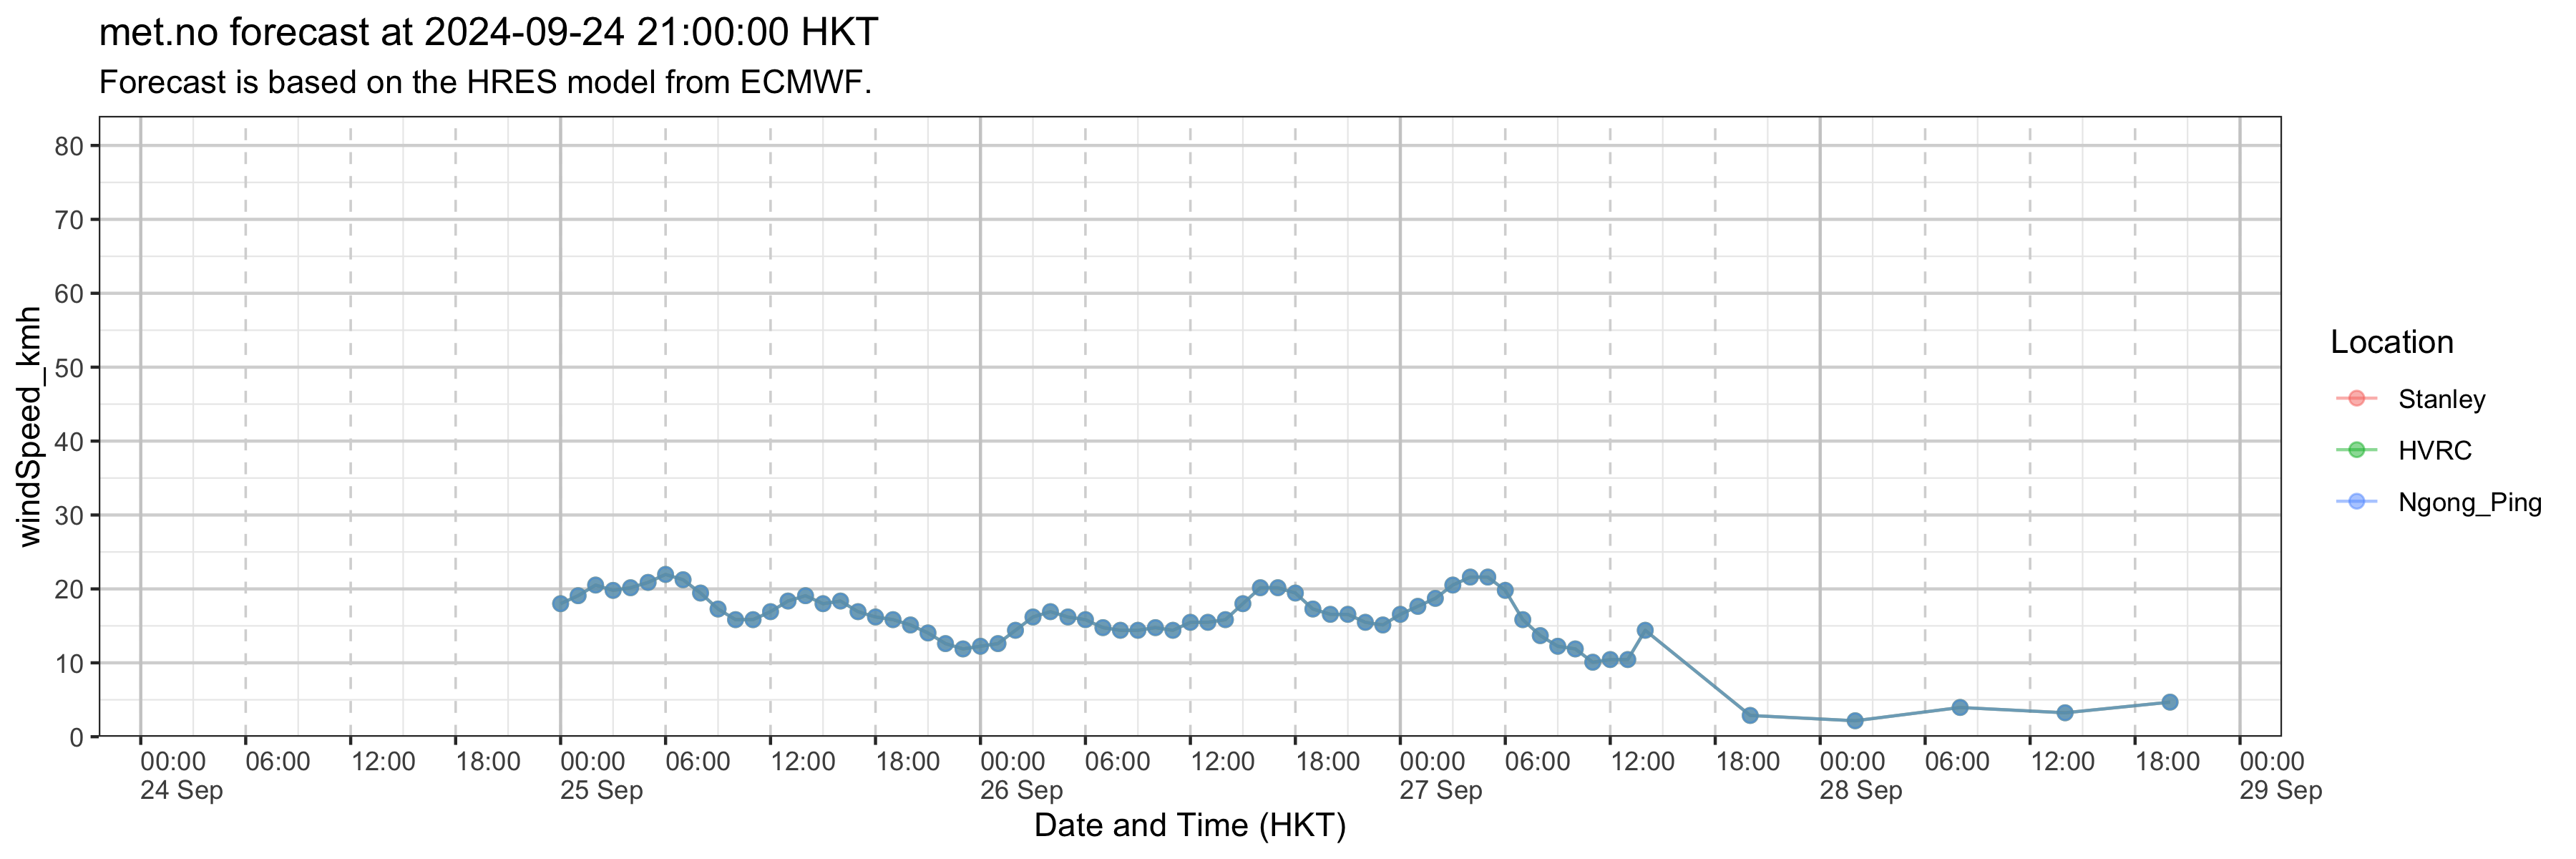 met.no forecast at 2024-09-24 21:00:00 HKT
Forecast is based on the HRES model from ECMWF.
windSpeed_kmh
80
70
60
50
40
30
20
10
0
00:00 06:00 12:00 18:00 00:00 06:00 12:00 18:00 00:00 06:00 12:00 18:00 00:00 06:00 12:00 18:00 00:00 06:00 12:00 18:00 00:00
24 Sep 25 Sep 26 Sep 27 Sep 28 Sep 29 Sep
Date and Time (HKT)
Location
Stanley
HVRC
Ngong_Ping